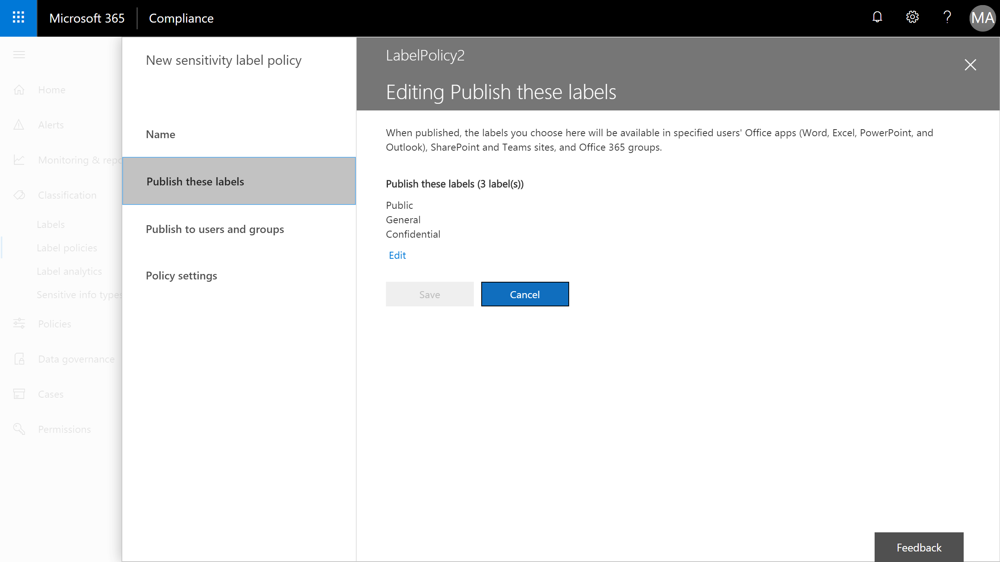 Microsoft 365
Compliance
MA
Home
Alerts
Monitoring & repo
Classification
Labels
Label policies
Label analytics
Sensitive info types
Policies
Data governance
Cases
Permissions
New sensitivity label policy
Name
Publish these labels
Publish to users and groups
Policy settings
LabelPolicy2
Editing Publish these labels
When published, the labels you choose here will be available in specified users' Office apps (Word, Excel, PowerPoint, and
Outlook), SharePoint and Teams sites, and Office 365 groups.
Publish these labels (3 label(s))
Public
General
Confidential
Edit
Save
Cancel
Feedback